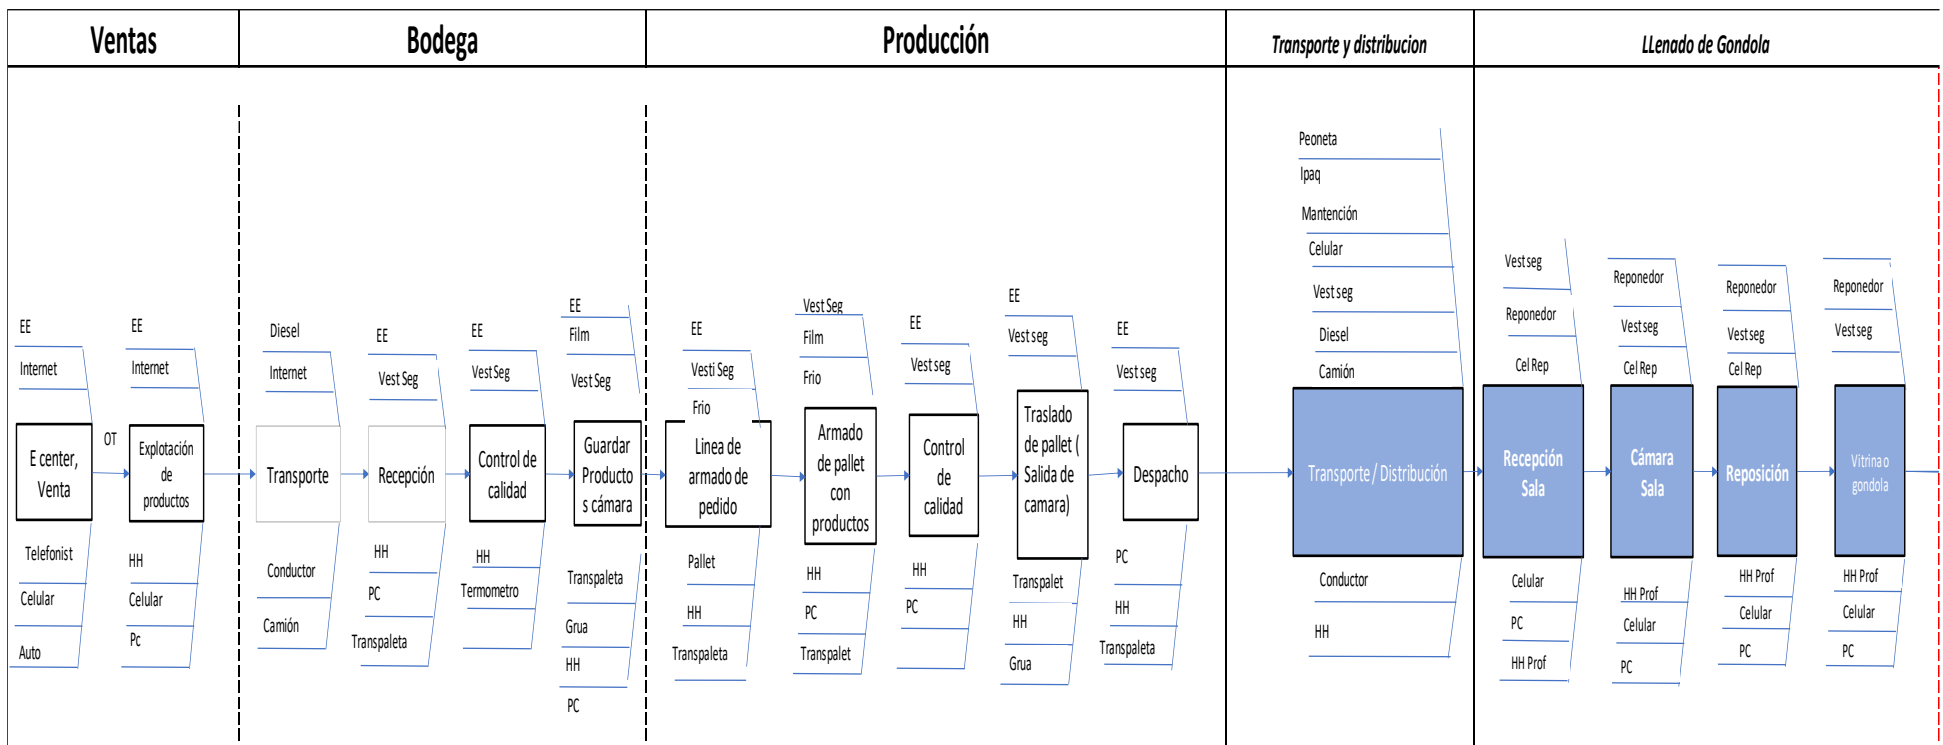 Ventas
Bodega
Producción
Transporte y distribucion
LLenado de Gondola
EE
Internet
E center,
Venta
Telefonist
Celular
Auto
OT
EE
Internet
Explotación
de
productos
HH
Celular
Pc
Diesel
Internet
Transporte
Conductor
Camión
EE
Vest Seg
Recepción
HH
PC
Transpaleta
EE
Vest Seg
Control de
calidad
HH
Termometro
EE
Film
Vest Seg
Guardar
Producto
s cámara
Transpaleta
Grua
HH
PC
EE
Vesti Seg
Frio
Linea de
armado de
pedido
Pallet
HH
Transpaleta
Vest Seg
Film
Frio
Armado
de pallet
con
productos
HH
PC
Transpalet
EE
Vest seg
Control
de
calidad
HH
PC
EE
Vest seg
Traslado
de pallet (
Salida de
camara)
Transpalet
HH
Grua
EE
Vest seg
Despacho
PC
HH
Transpaleta
Peoneta
Ipaq
Mantención
Celular
Vest seg
Diesel
Camión
Transporte / Distribución
Conductor
HH
Vest seg
Reponedor
Cel Rep
Recepción
Sala
Celular
PC
HH Prof
Reponedor
Vest seg
Cel Rep
Cámara
Sala
HH Prof
Celular
PC
Reponedor
Vest seg
Cel Rep
Reposición
HH Prof
Celular
PC
Reponedor
Vest seg
Vitrina o
gondola
HH Prof
Celular
PC